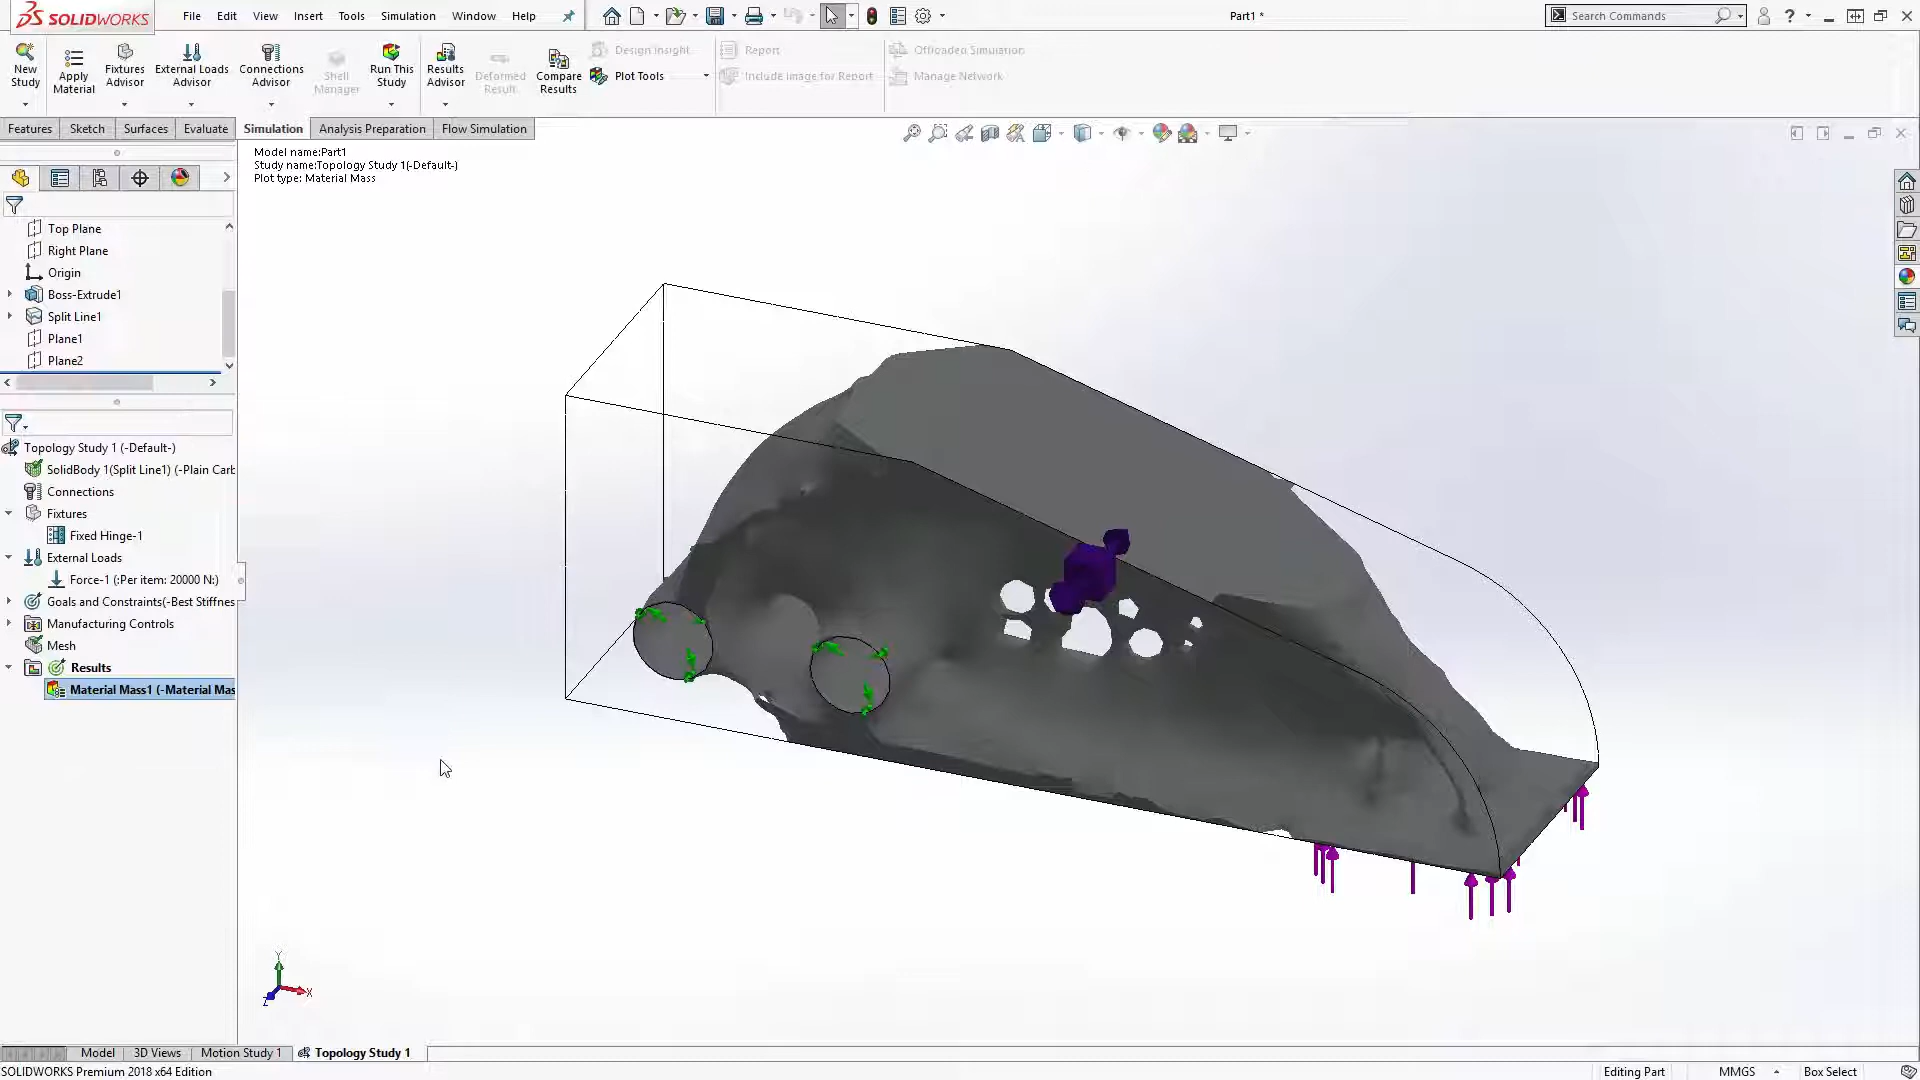 SOLIDWORKS
File Edit View Insert Tools Simulation Window Help
Part1 *
Search Commands
?
New Study
Apply Material
Fixtures Advisor
External Loads Advisor
Connections Advisor
Shell Manager
Run This Study
Results Advisor
Deformed Result
Compare Results
Design Insight
Plot Tools
Report
Include Image for Report
Offloaded Simulation
Manage Network
Features Sketch Surfaces Evaluate Simulation Analysis Preparation Flow Simulation
Model name:Part1
Study name:Topology Study 1(-Default-)
Plot type: Material Mass
Top Plane
Right Plane
Origin
Boss-Extrude1
Split Line1
Plane1
Plane2
Topology Study 1 (-Default-)
SolidBody 1(Split Line1) (-Plain Carb
Connections
Fixtures
Fixed Hinge-1
External Loads
Force-1 (:Per item: 20000 N:)
Goals and Constraints(-Best Stiffnes
Manufacturing Controls
Mesh
Results
Material Mass1 (-Material Mas
Y
X
Z
Model 3D Views Motion Study 1 Topology Study 1
SOLIDWORKS Premium 2018 x64 Edition
Editing Part MMGS Box Select